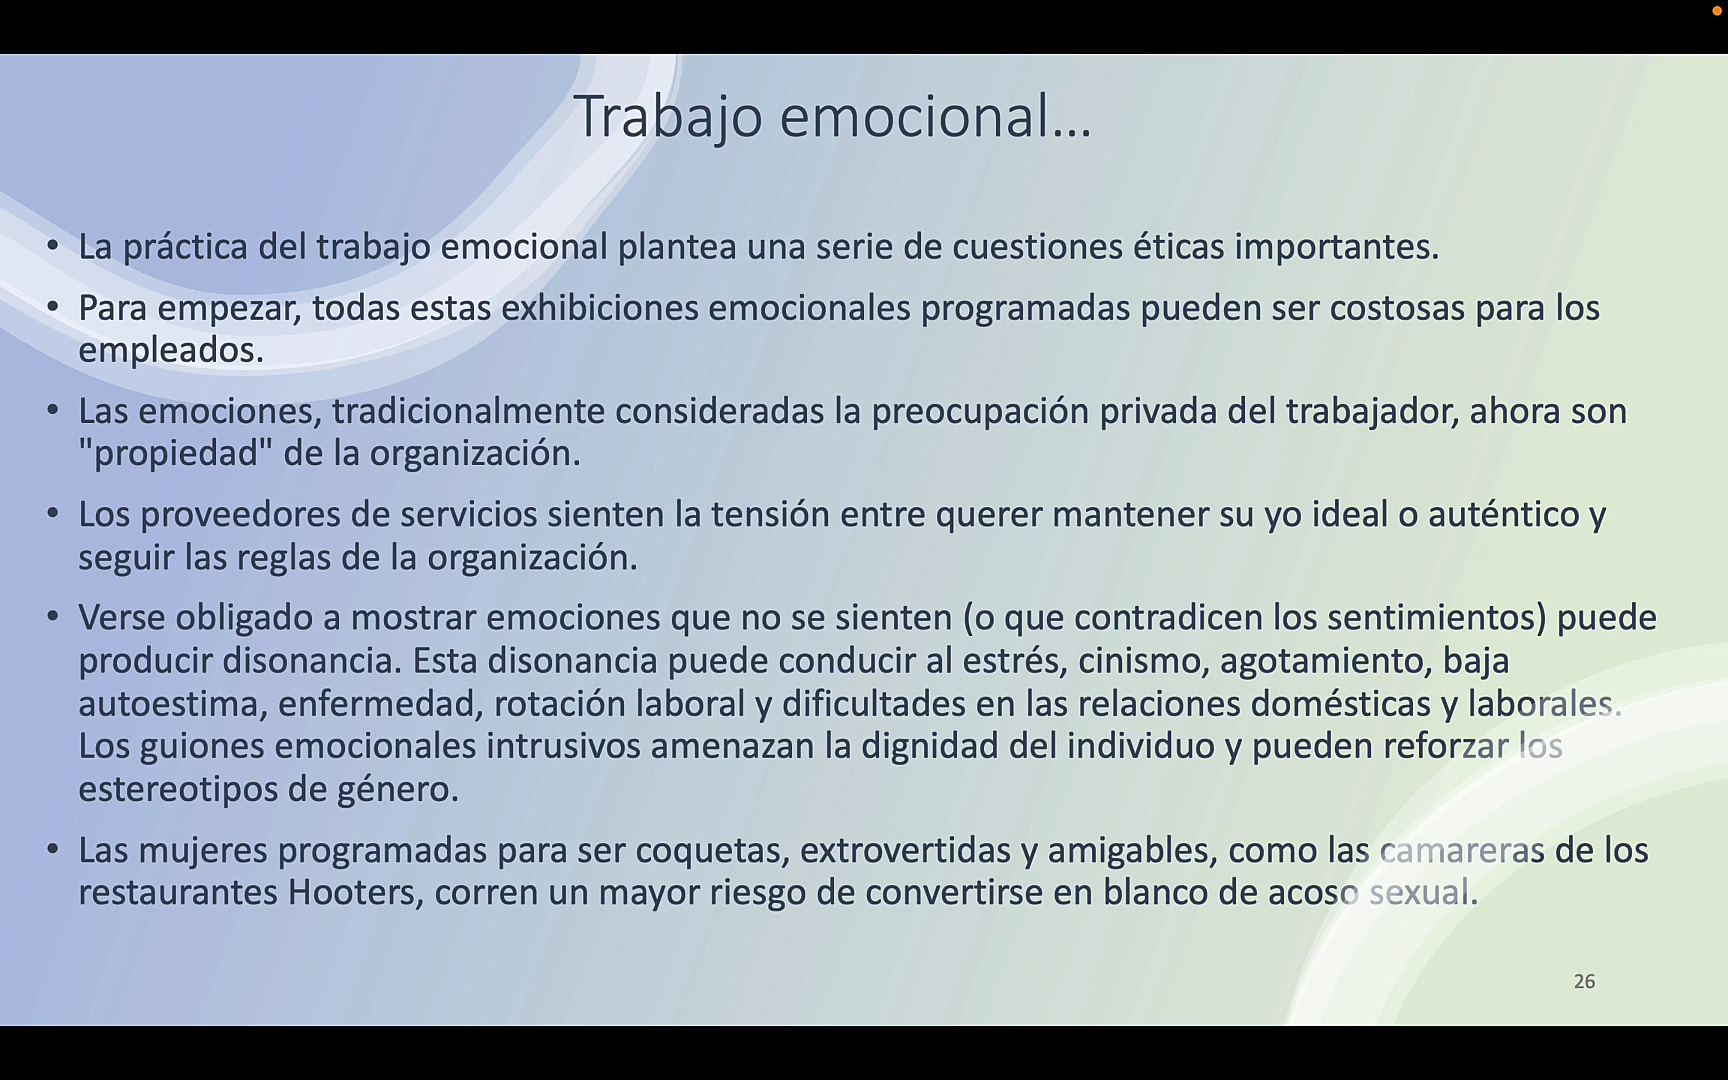 Trabajo emocional...
• La práctica del trabajo emocional plantea una serie de cuestiones éticas importantes.
• Para empezar, todas estas exhibiciones emocionales programadas pueden ser costosas para los
empleados.
• Las emociones, tradicionalmente consideradas la preocupación privada del trabajador, ahora son
"propiedad" de la organización.
• Los proveedores de servicios sienten la tensión entre querer mantener su yo ideal o auténtico y
seguir las reglas de la organización.
• Verse obligado a mostrar emociones que no se sienten (o que contradicen los sentimientos) puede
producir disonancia. Esta disonancia puede conducir al estrés, cinismo, agotamiento, baja
autoestima, enfermedad, rotación laboral y dificultades en las relaciones domésticas y laborales.
Los guiones emocionales intrusivos amenazan la dignidad del individuo y pueden reforzar los
estereotipos de género.
• Las mujeres programadas para ser coquetas, extrovertidas y amigables, como las camareras de los
restaurantes Hooters, corren un mayor riesgo de convertirse en blanco de acoso sexual.
26